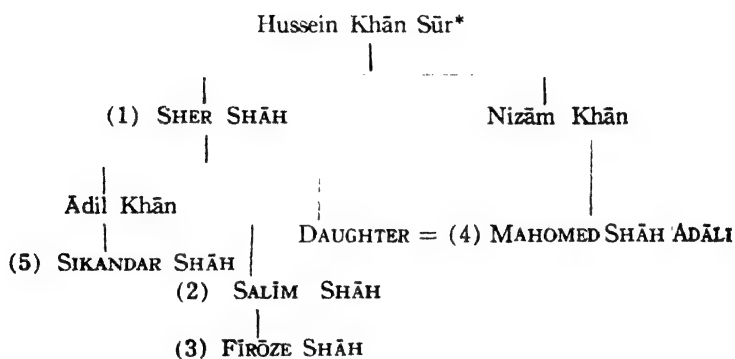 Hussein Khān Sūr*
(1) SHER SHĀH Nizām Khān
Ādil Khān
DAUGHTER = (4) MAHOMED SHĀH ADĀLI
(5) SIKANDAR SHĀH
(2) SALĪM SHĀH
(3) FĪRŌZE SHĀH